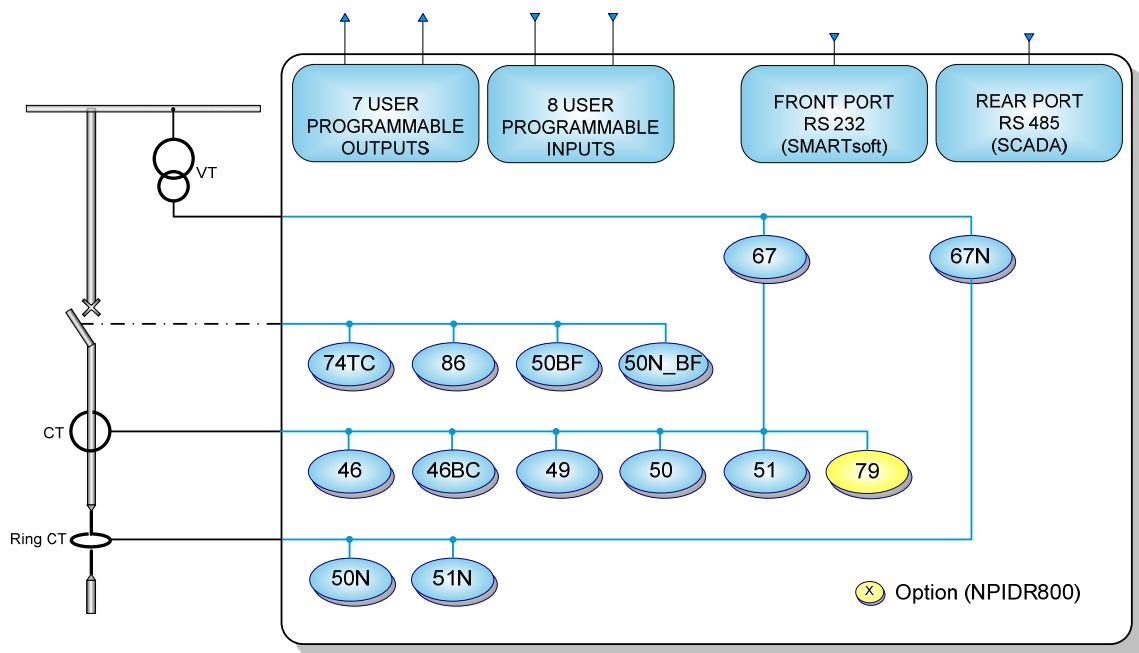 7 USER
PROGRAMMABLE
OUTPUTS
8 USER
PROGRAMMABLE
INPUTS
FRONT PORT
RS 232
(SMARTsoft)
REAR PORT
RS 485
(SCADA)
VT
67
67N
74TC
86
50BF
50N_BF
CT
46
46BC
49
50
51
79
Ring CT
50N
51N
X
Option (NPIDR800)